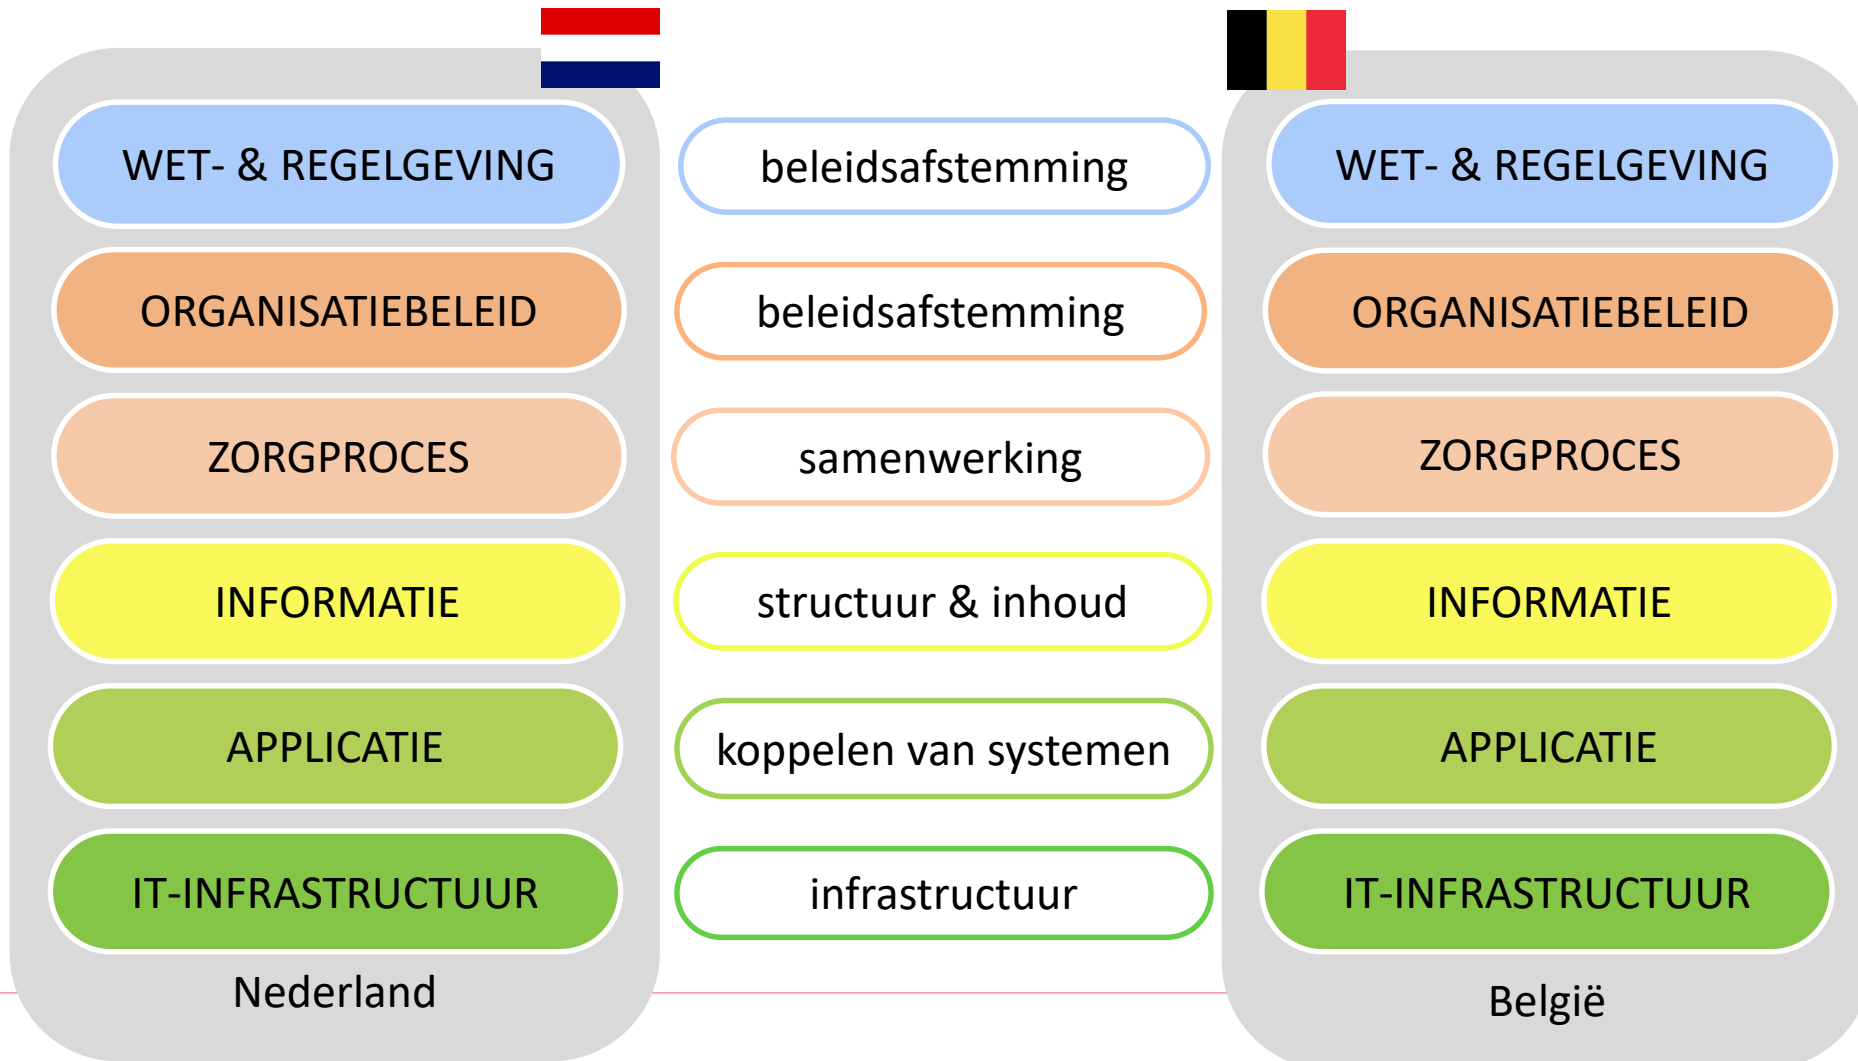 WET- & REGELGEVING
beleidsafstemming
WET- & REGELGEVING
ORGANISATIEBELEID
beleidsafstemming
ORGANISATIEBELEID
ZORGPROCES
samenwerking
ZORGPROCES
INFORMATIE
structuur & inhoud
INFORMATIE
APPLICATIE
koppelen van systemen
APPLICATIE
IT-INFRASTRUCTUUR
infrastructuur
IT-INFRASTRUCTUUR
Nederland
België